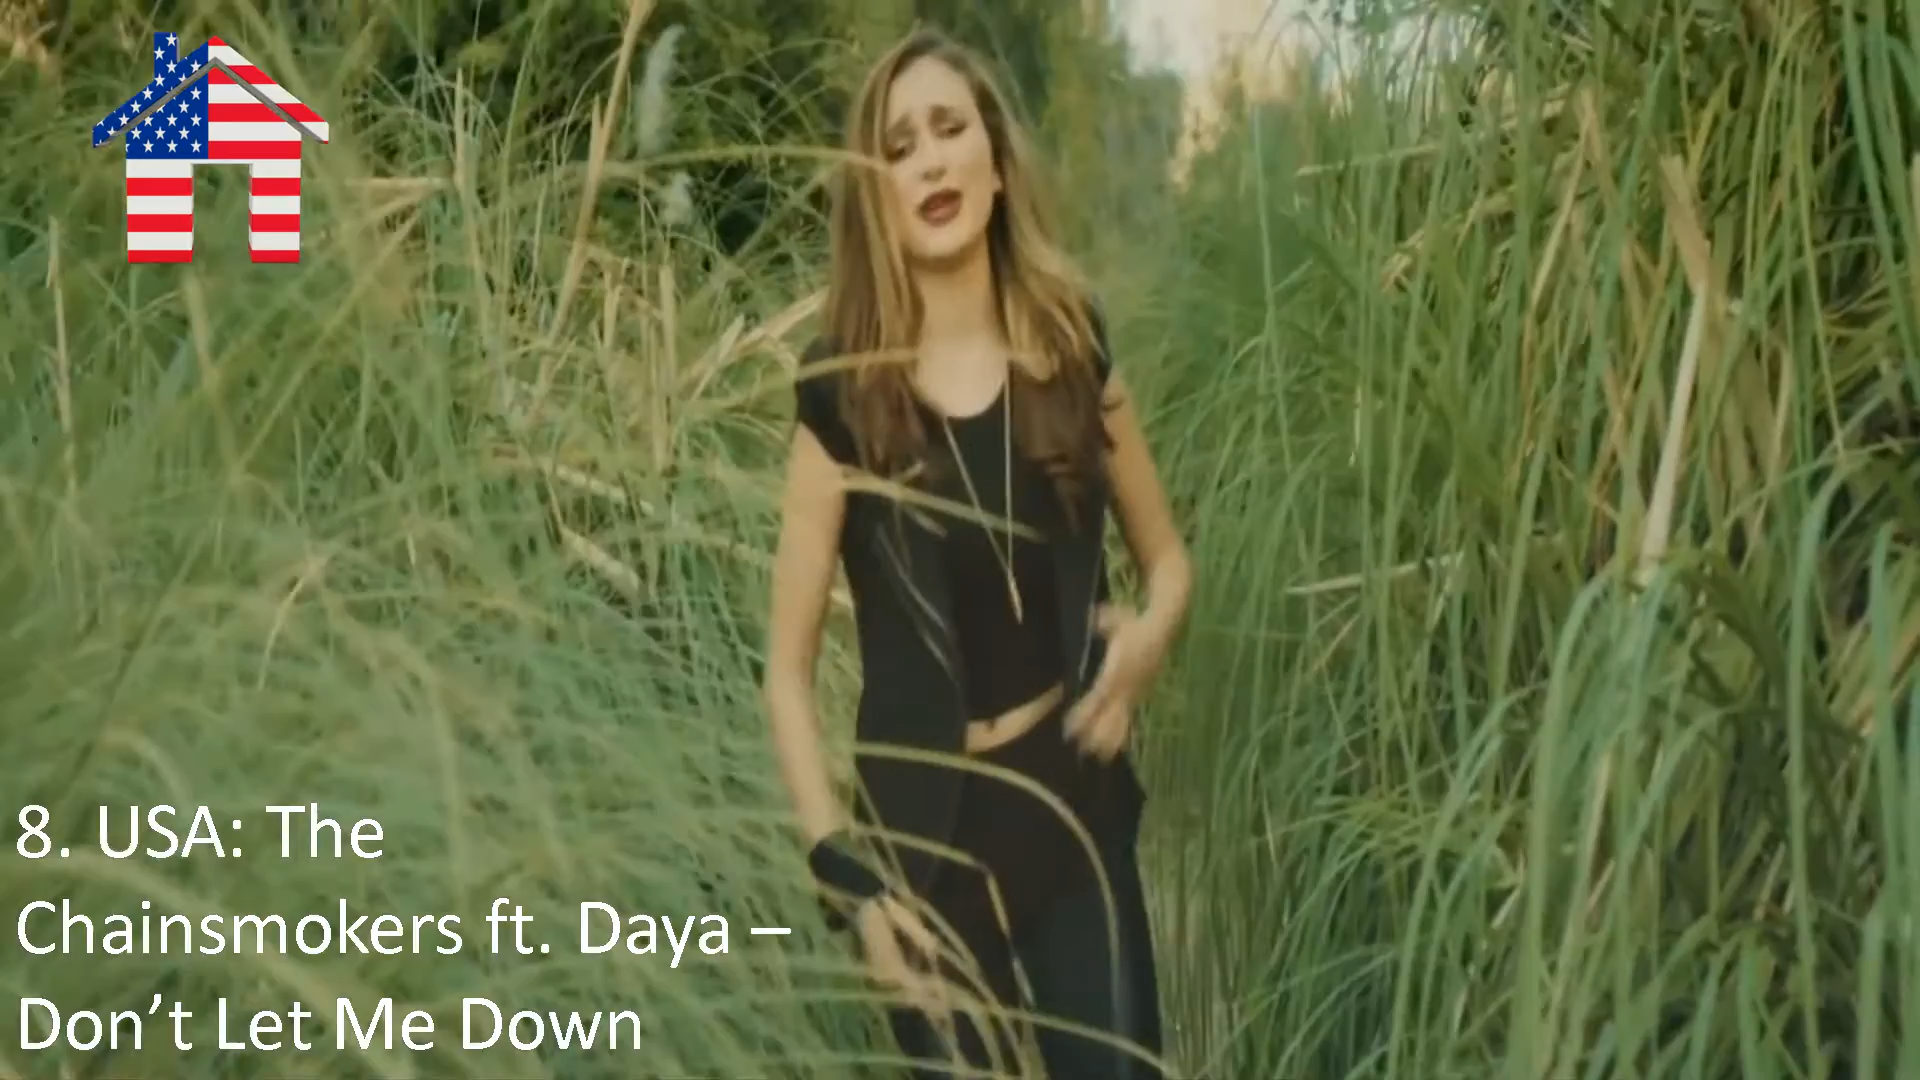 8. USA: The
Chainsmokers ft. Daya –
Don’t Let Me Down